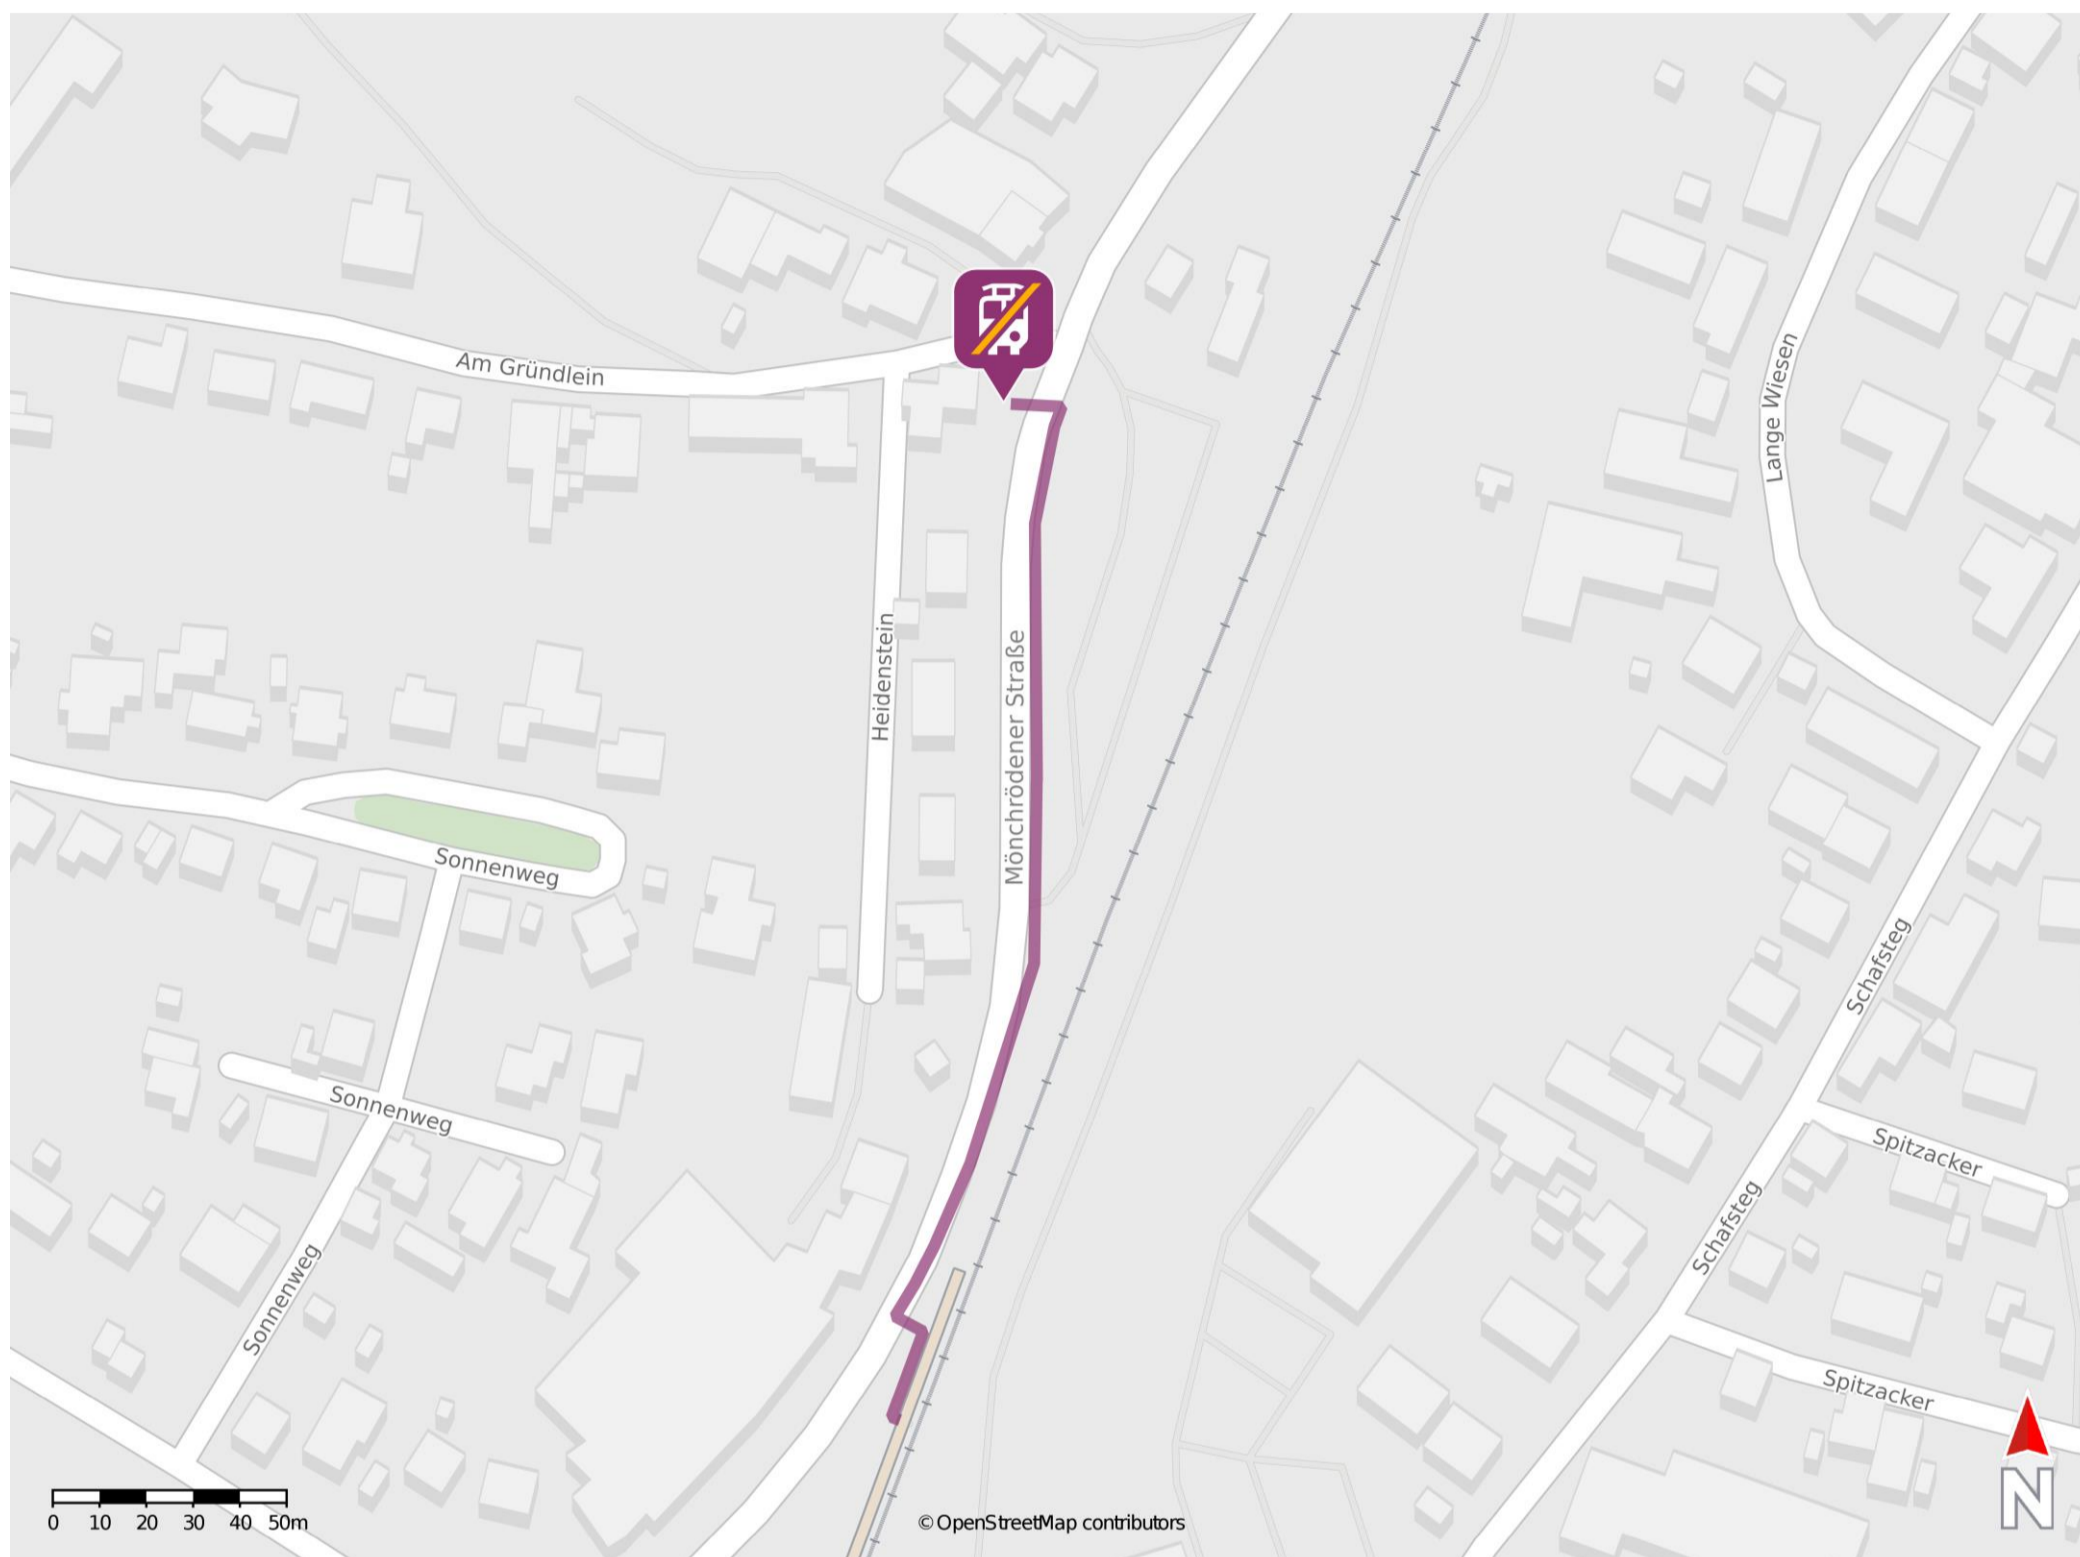 Am Gründlein
Lange Wiesen
Heidenstein
Mönchrödener Straße
Sonnenweg
Schafsteg
Sonnenweg
Spitzacker
Schafsteg
Sonnenweg
Spitzacker
0 10 20 30 40 50m
© OpenStreetMap contributors
N